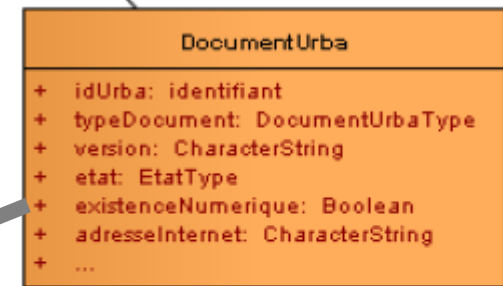 DocumentUrba
+ idUrba: identifiant
+ typeDocument: DocumentUrbaType
+ version: CharacterString
+ etat: EtatType
+ existenceNumerique: Boolean
+ adresseInternet: CharacterString
+ ...